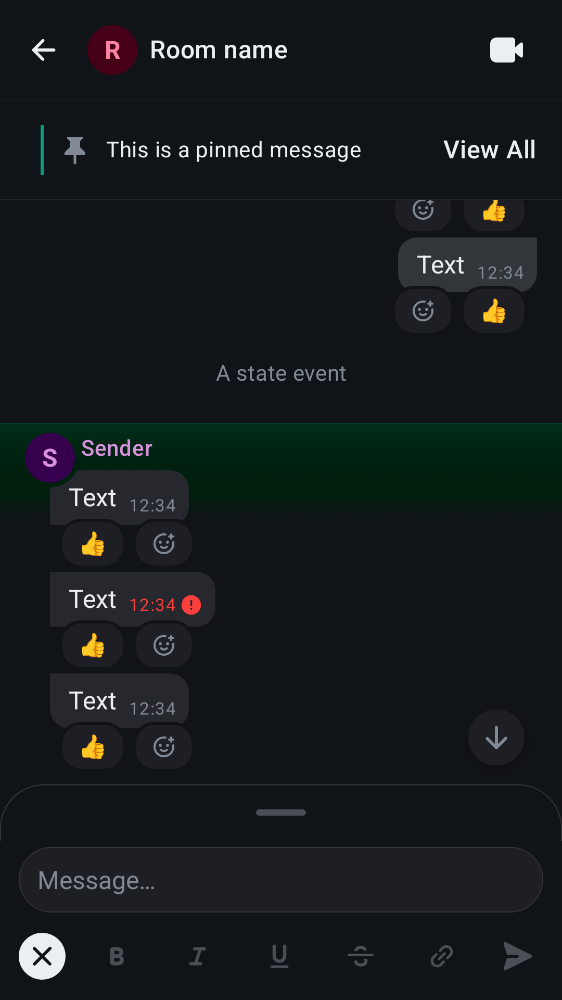 R Room name
This is a pinned message View All
Text 12:34
A state event
S Sender
Text 12:34
Text 12:34 !
Text 12:34
Message…
B I U S